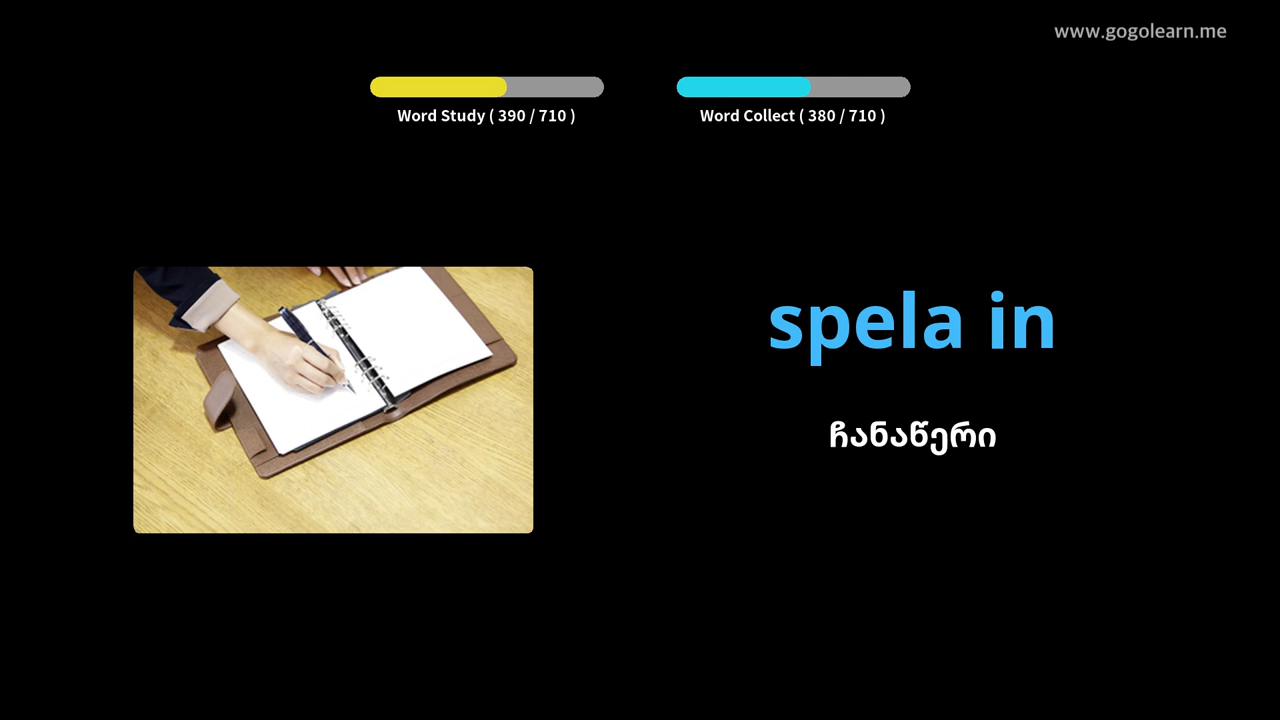 www.gogolearn.me
Word Study ( 390 / 710 )
Word Collect ( 380 / 710 )
spela in
ჩანაწერი